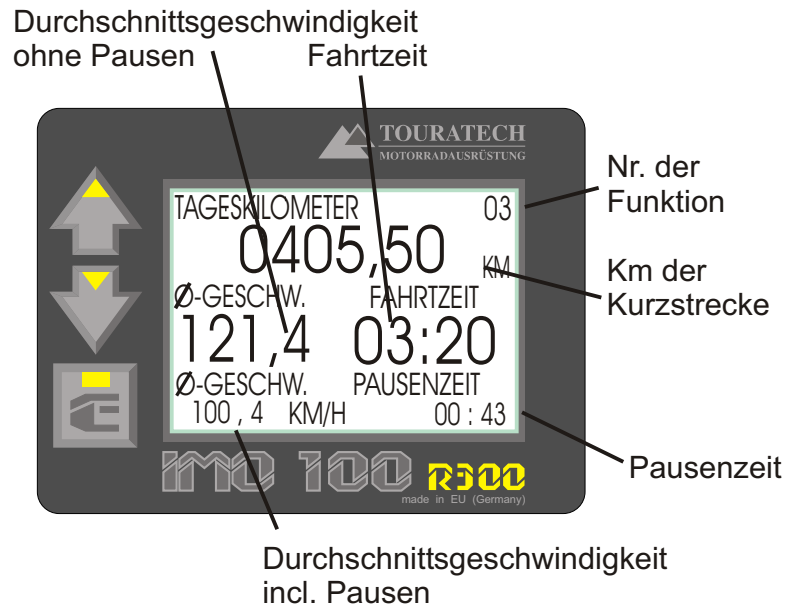 Durchschnittsgeschwindigkeit
ohne Pausen
Fahrtzeit
TOURATECH
MOTORRADAUSRÜSTUNG
Nr. der
Funktion
TAGESKILOMETER 03
0405,50 KM
Km der
Kurzstrecke
Ø-GESCHW. FAHRTZEIT
121,4 03:20
Ø-GESCHW. PAUSENZEIT
100 , 4 KM/H 00 : 43
Pausenzeit
IMO 100 R300
made in EU (Germany)
Durchschnittsgeschwindigkeit
incl. Pausen